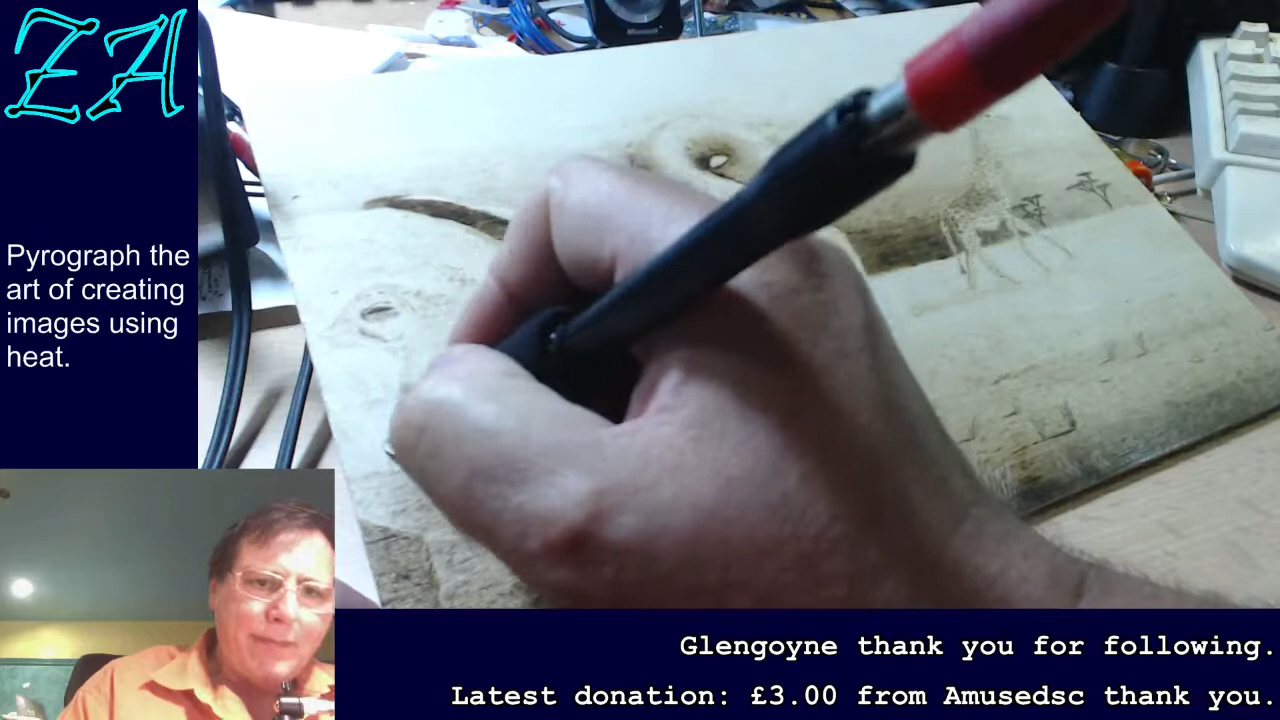 ZA
Pyrograph the
art of creating
images using
heat.
Glengoyne thank you for following.
Latest donation: £3.00 from Amusedsc thank you.